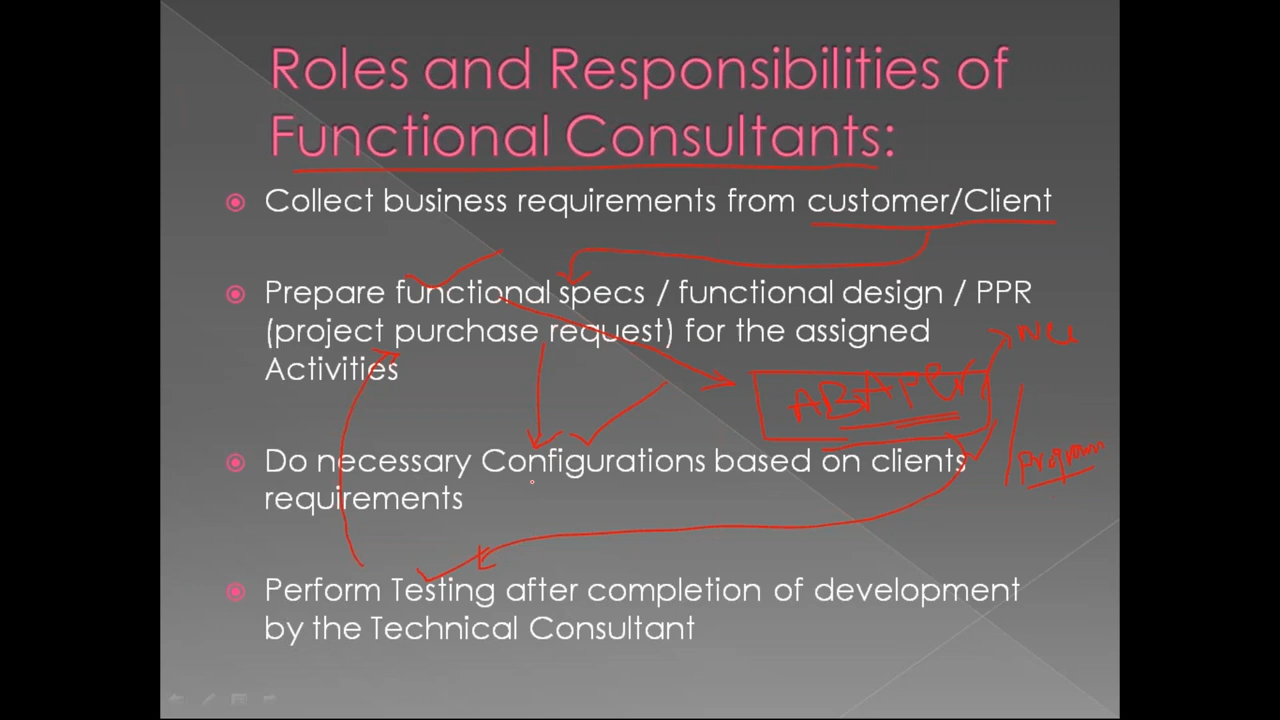 Roles and Responsibilities of
Functional Consultants:
Collect business requirements from customer/Client
Prepare functional specs / functional design / PPR
(project purchase request) for the assigned
Activities
ABAPer
Do necessary Configurations based on clients
requirements
Perform Testing after completion of development
by the Technical Consultant